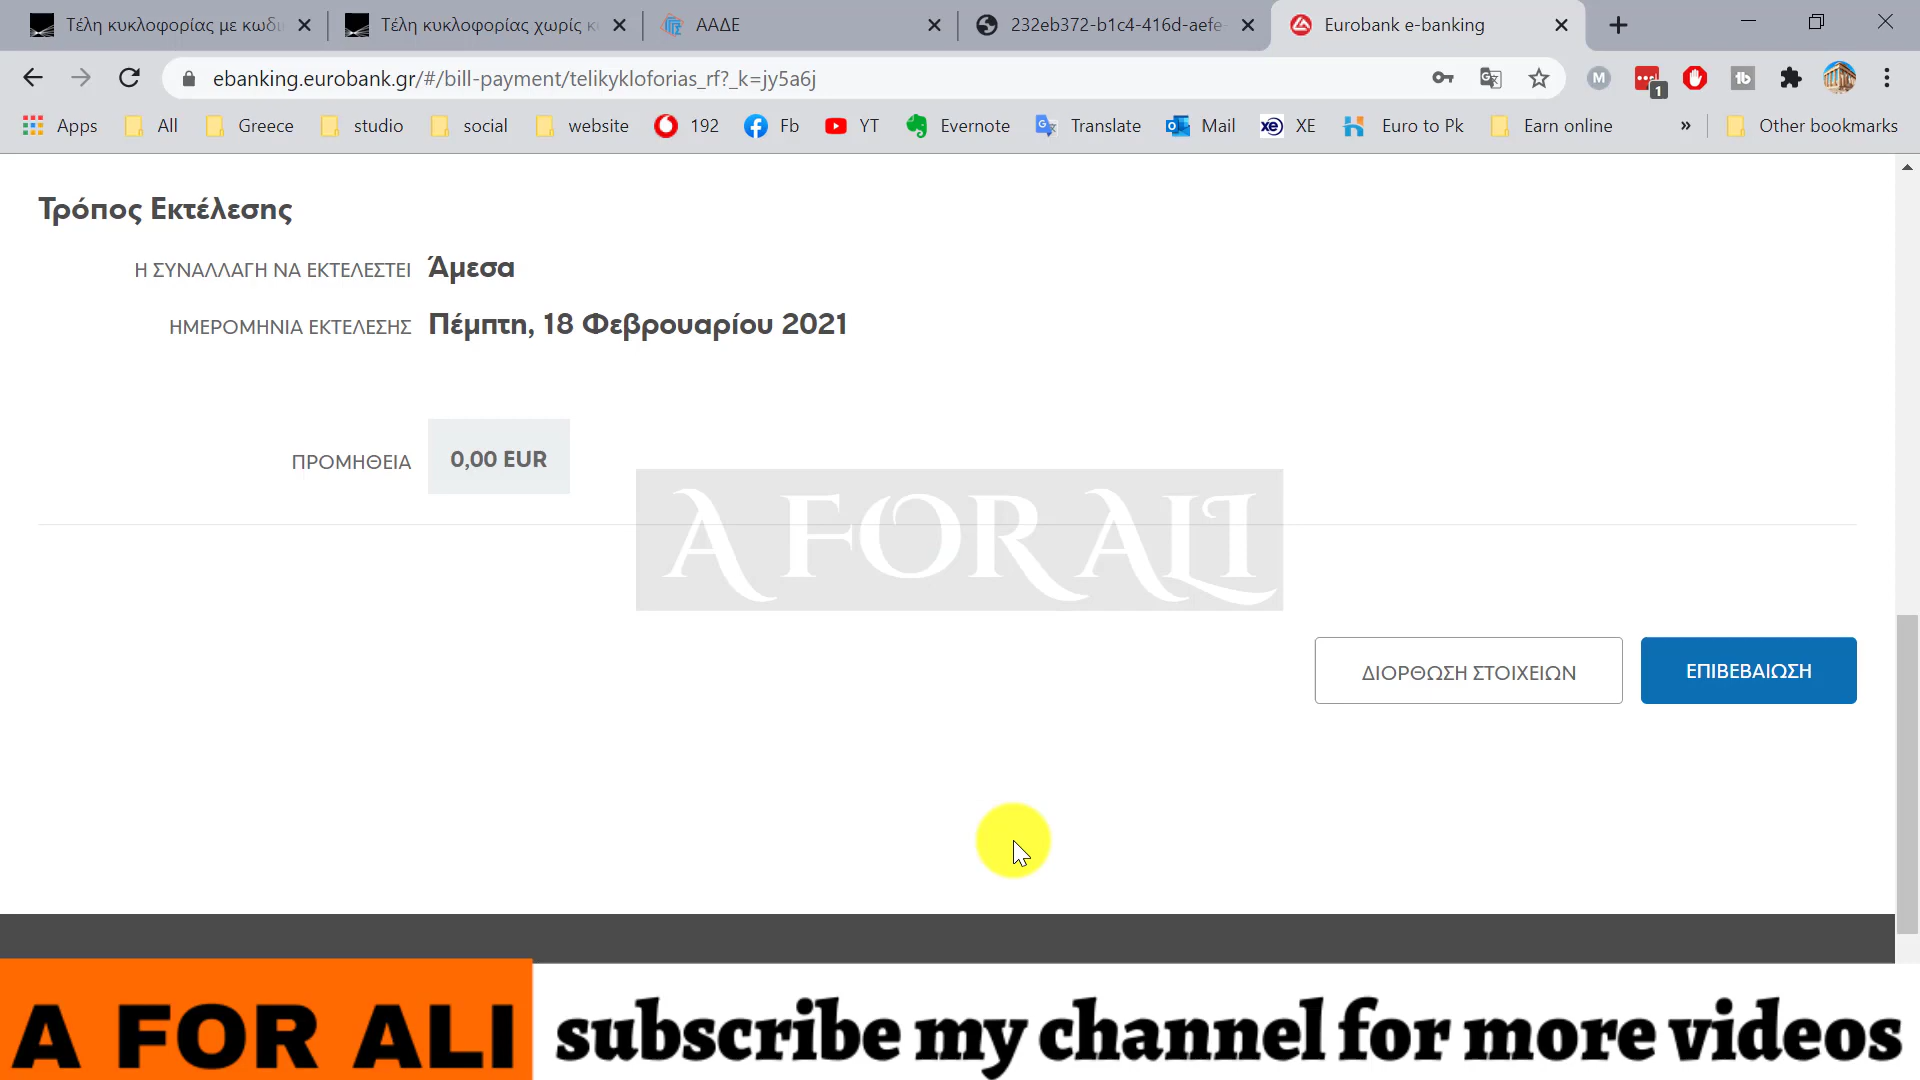 Τέλη κυκλοφορίας με κωδι
Τέλη κυκλοφορίας χωρίς κ
ΑΑΔΕ
232eb372-b1c4-416d-aefe-
Eurobank e-banking
ebanking.eurobank.gr/#/bill-payment/telikykloforias_rf?_k=jy5a6j
M
1
tb
Apps
All
Greece
studio
social
website
192
Fb
YT
Evernote
Translate
Mail
xe
XE
Euro to Pk
Earn online
»
Other bookmarks
Τρόπος Εκτέλεσης
Η ΣΥΝΑΛΛΑΓΗ ΝΑ ΕΚΤΕΛΕΣΤΕΙ Άμεσα
ΗΜΕΡΟΜΗΝΙΑ ΕΚΤΕΛΕΣΗΣ Πέμπτη, 18 Φεβρουαρίου 2021
ΠΡΟΜΗΘΕΙΑ 0,00 EUR
A FOR ALI
ΔΙΟΡΘΩΣΗ ΣΤΟΙΧΕΙΩΝ
ΕΠΙΒΕΒΑΙΩΣΗ
A FOR ALI
subscribe my channel for more videos